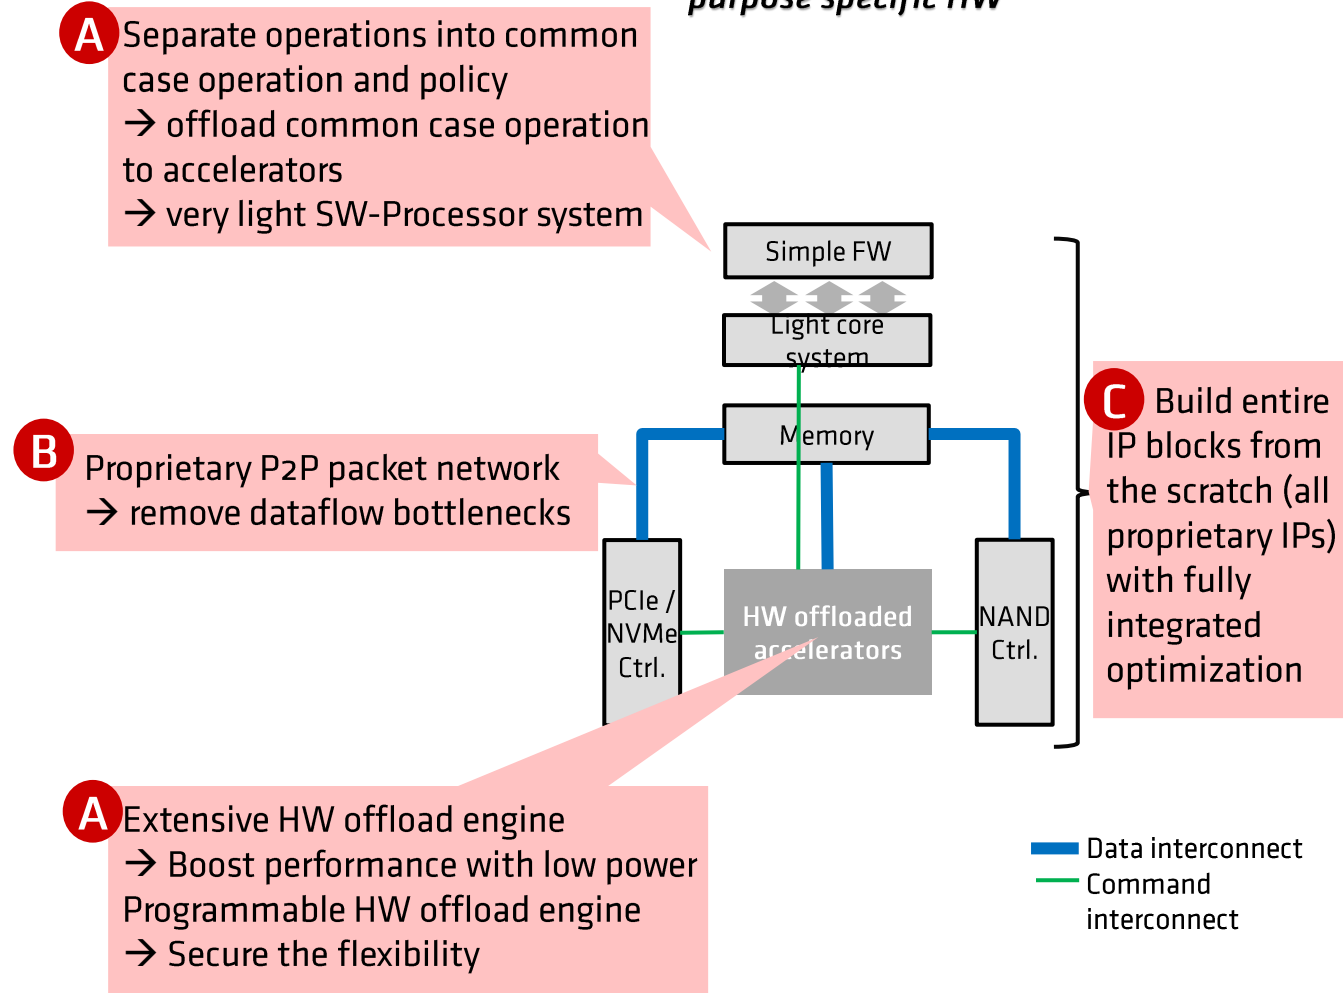 purpose specific HW
A
Separate operations into common
case operation and policy
→ offload common case operation
to accelerators
→ very light SW-Processor system
Simple FW
Light core
system
Memory
B
Proprietary P2P packet network
→ remove dataflow bottlenecks
C
Build entire
IP blocks from
the scratch (all
proprietary IPs)
with fully
integrated
optimization
PCIe /
NVMe
Ctrl.
HW offloaded
accelerators
NAND
Ctrl.
A
Extensive HW offload engine
→ Boost performance with low power
Programmable HW offload engine
→ Secure the flexibility
Data interconnect
Command
interconnect